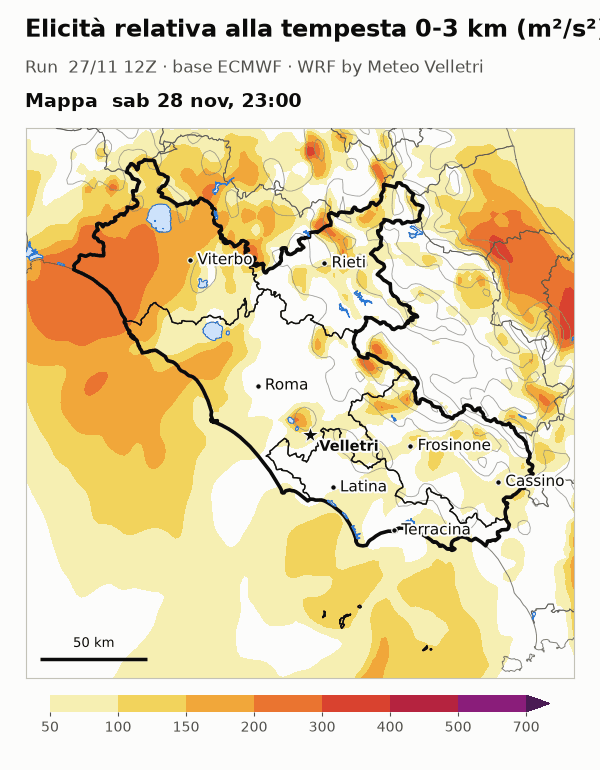 Elicità relativa alla tempesta 0-3 km (m²/s²)
Run 27/11 12Z · base ECMWF · WRF by Meteo Velletri
Mappa sab 28 nov, 23:00
Viterbo
Rieti
Roma
Velletri
Frosinone
Latina
Cassino
Terracina
50 km
50 100 150 200 300 400 500 700